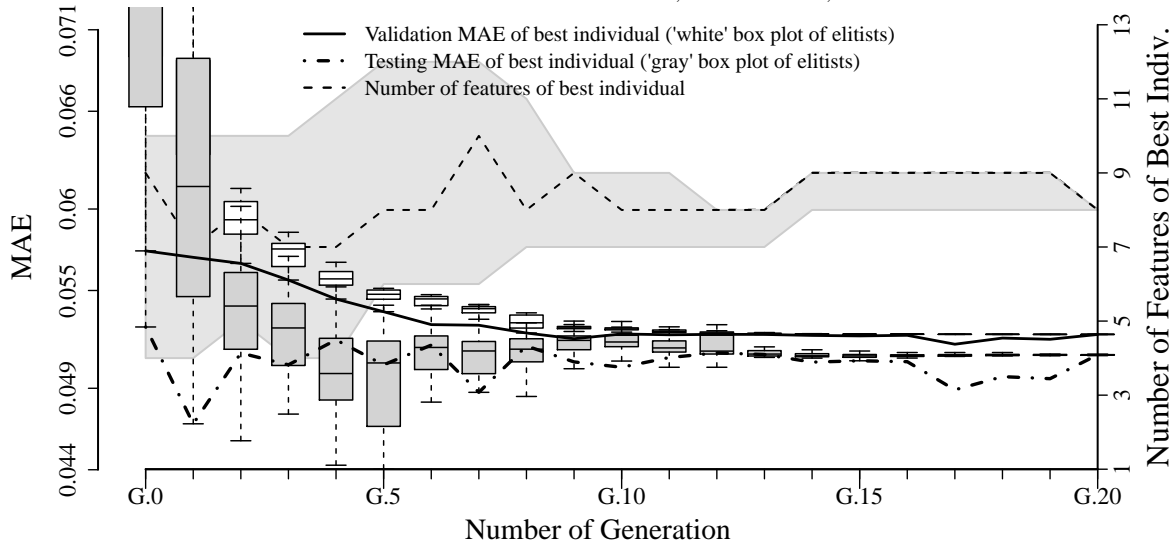 Validation MAE of best individual ('white' box plot of elitists)
Testing MAE of best individual ('gray' box plot of elitists)
Number of features of best individual
MAE
0.071
0.066
0.06
0.055
0.049
0.044
13
11
9
7
5
3
1
Number of Features of Best Indiv.
G.0
G.5
G.10
G.15
G.20
Number of Generation